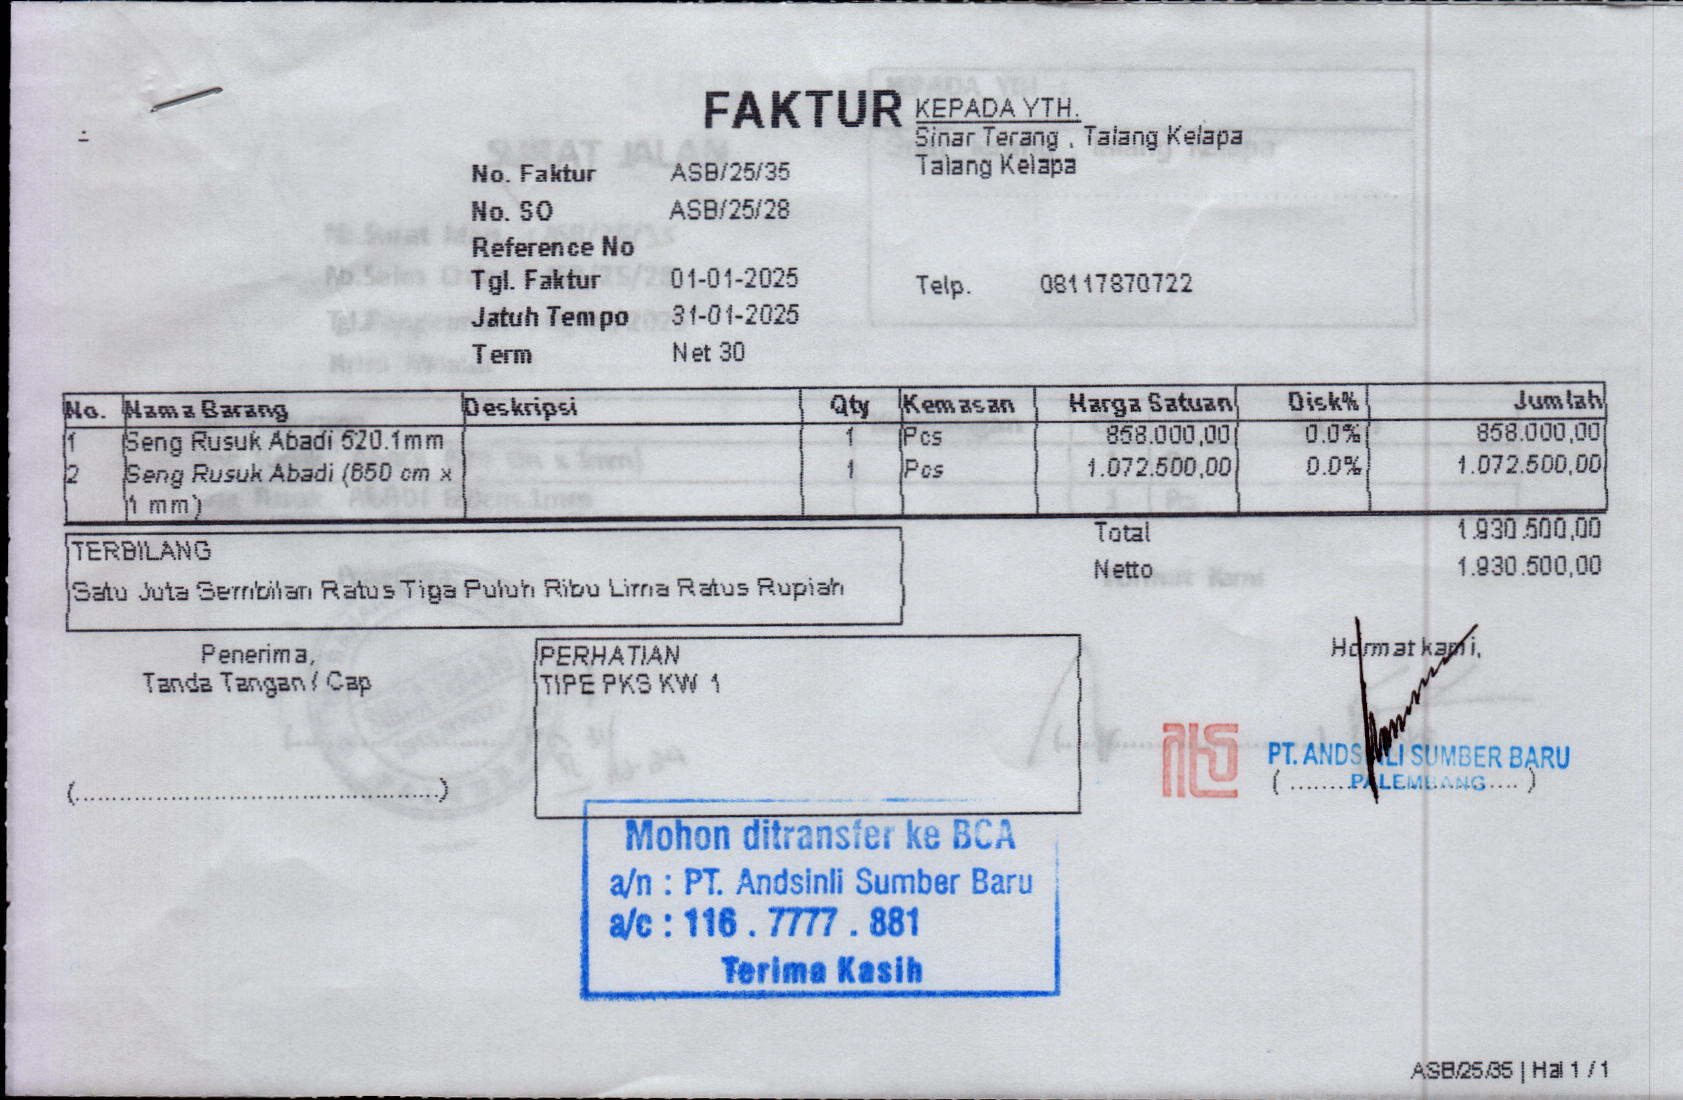 FAKTUR
KEPADA YTH.
Sinar Terang , Talang Kelapa
Talang Kelapa
No. Faktur ASB/25/35
No. SO ASB/25/28
Reference No
Tgl. Faktur 01-01-2025
Jatuh Tempo 31-01-2025
Term Net 30
Telp. 08117870722
No. Nama Barang Deskripsi Qty Kemasan Harga Satuan Disk% Jumlah
1 Seng Rusuk Abadi 520.1mm 1 Pcs 858.000,00 0.0% 858.000,00
2 Seng Rusuk Abadi (650 cm x 1 Pcs 1.072.500,00 0.0% 1.072.500,00
1 mm)
Total 1.930.500,00
Netto 1.930.500,00
TERBILANG
Satu Juta Sembilan Ratus Tiga Puluh Ribu Lima Ratus Rupiah
Penerima,
Tanda Tangan / Cap
(.............................................)
PERHATIAN
TIPE PKS KW 1
Hormat kami,
PT. ANDSINLI SUMBER BARU
PALEMBANG
Mohon ditransfer ke BCA
a/n : PT. Andsinli Sumber Baru
a/c : 116 . 7777 . 881
Terima Kasih
ASB/25/35 | Hal 1 / 1